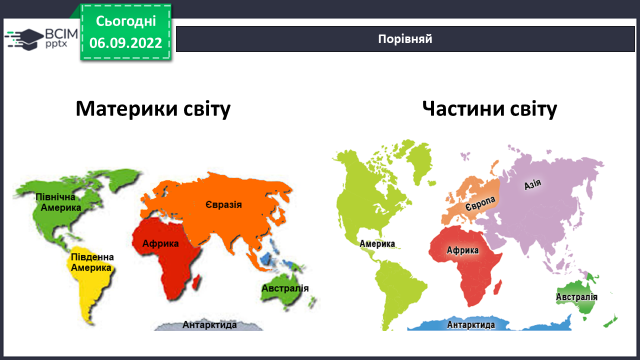 ВСІМ
pptx
Сьогодні
06.09.2022
Порівняй
Материки світу
Частини світу
Північна
Америка
Євразія
Африка
Південна
Америка
Австралія
Антарктида
Азія
Європа
Америка
Африка
Австралія
Антарктида